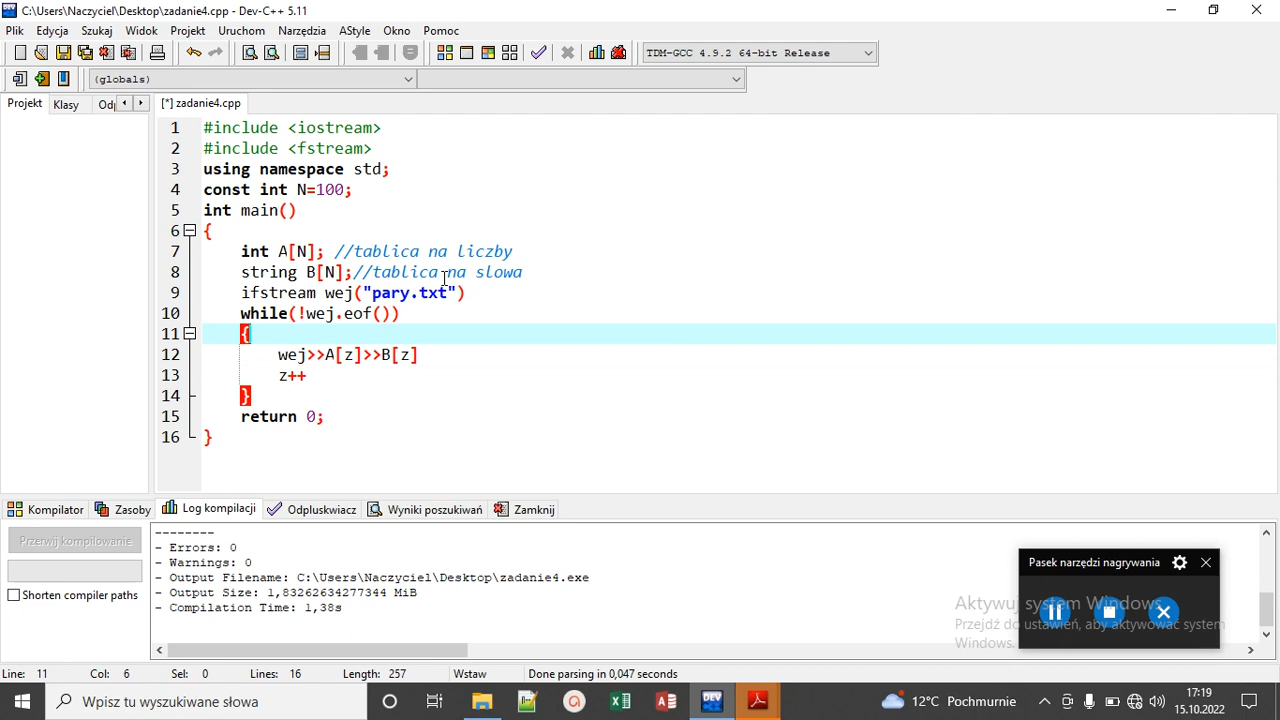 C:\Users\Naczyciel\Desktop\zadanie4.cpp - Dev-C++ 5.11
Plik Edycja Szukaj Widok Projekt Uruchom Narzędzia AStyle Okno Pomoc
TDM-GCC 4.9.2 64-bit Release
(globals)
Projekt Klasy Odp [*] zadanie4.cpp
1 #include <iostream>
2 #include <fstream>
3 using namespace std;
4 const int N=100;
5 int main()
6 {
7 int A[N]; //tablica na liczby
8 string B[N];//tablica na slowa
9 ifstream wej("pary.txt")
10 while(!wej.eof())
11 {
12 wej>>A[z]>>B[z]
13 z++
14 }
15 return 0;
16 }
Kompilator Zasoby Log kompilacji Odpluskwiacz Wyniki poszukiwań Zamknij
Przerwij kompilowanie
Shorten compiler paths
--------
- Errors: 0
- Warnings: 0
- Output Filename: C:\Users\Naczyciel\Desktop\zadanie4.exe
- Output Size: 1,83262634277344 MiB
- Compilation Time: 1,38s
Pasek narzędzi nagrywania
Aktywuj system Windows
Przejdź do ustawień, aby aktywować system
Windows.
Line: 11 Col: 6 Sel: 0 Lines: 16 Length: 257 Wstaw Done parsing in 0,047 seconds
Wpisz tu wyszukiwane słowa
DEV
12°C Pochmurnie
17:19
15.10.2022